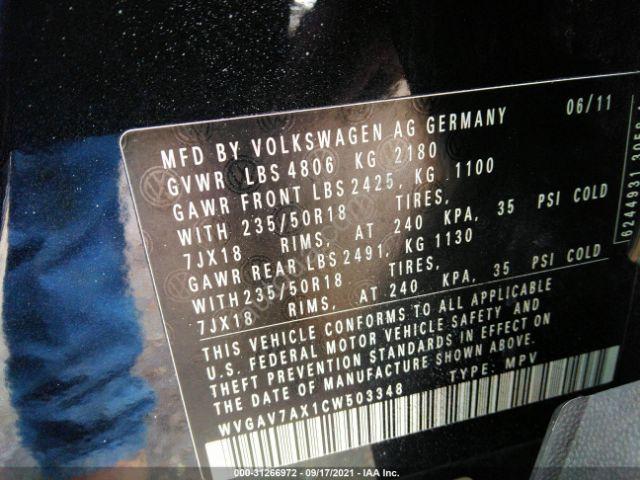 MFD BY VOLKSWAGEN AG GERMANY 06/11
GVWR LBS 4806 KG 2180
GAWR FRONT LBS 2425, KG .1100
WITH 235/50R18 TIRES,
7JX18 RIMS, AT 240 KPA, 35 PSI COLD
GAWR REAR LBS 2491, KG 1130
WITH 235/50R18 TIRES,
7JX18 RIMS, AT 240 KPA, 35 PSI COLD
THIS VEHICLE CONFORMS TO ALL APPLICABLE
U.S. FEDERAL MOTOR VEHICLE SAFETY AND
THEFT PREVENTION STANDARDS IN EFFECT ON
THE DATE OF MANUFACTURE SHOWN ABOVE.
WVGAV7AX1CW503348 TYPE: MPV
000-31266972 - 09/17/2021 - IAA Inc.